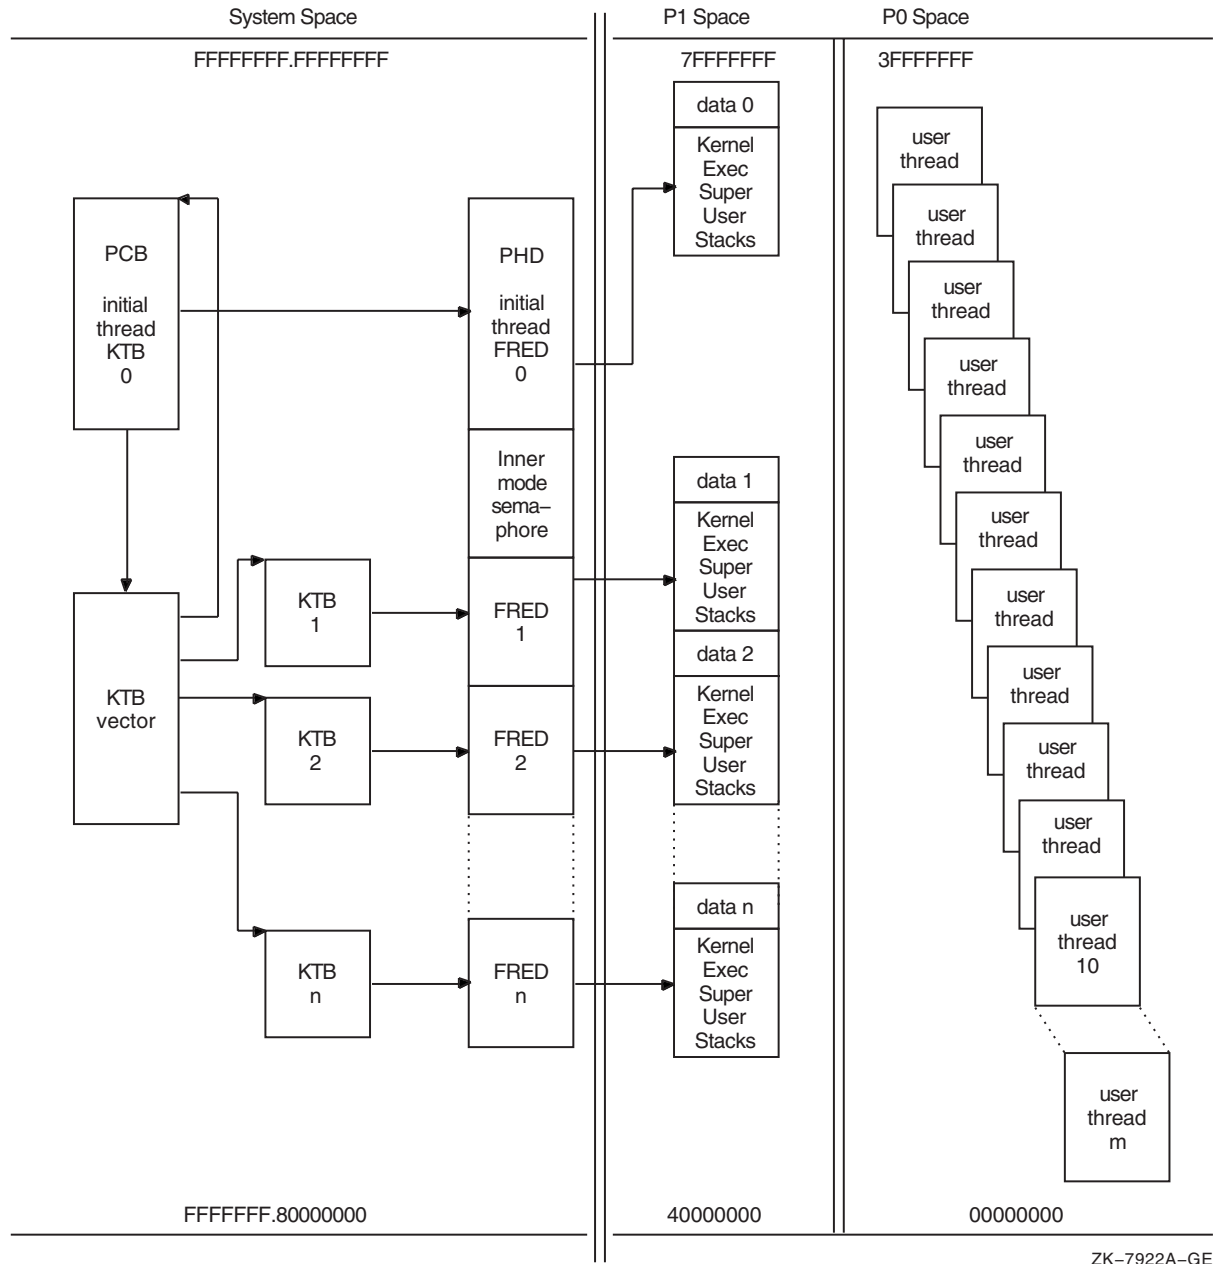 System Space
P1 Space
P0 Space
FFFFFFFF.FFFFFFFF
7FFFFFFF
3FFFFFFF
PCB
initial
thread
KTB
0
PHD
initial
thread
FRED
0
Inner
mode
sema–
phore
KTB
vector
KTB
1
FRED
1
KTB
2
FRED
2
KTB
n
FRED
n
data 0
Kernel
Exec
Super
User
Stacks
data 1
Kernel
Exec
Super
User
Stacks
data 2
Kernel
Exec
Super
User
Stacks
data n
Kernel
Exec
Super
User
Stacks
user
thread
user
thread
user
thread
user
thread
user
thread
user
thread
user
thread
user
thread
user
thread
user
thread
user
thread
10
user
thread
m
FFFFFFF.80000000
40000000
00000000
ZK–7922A–GE